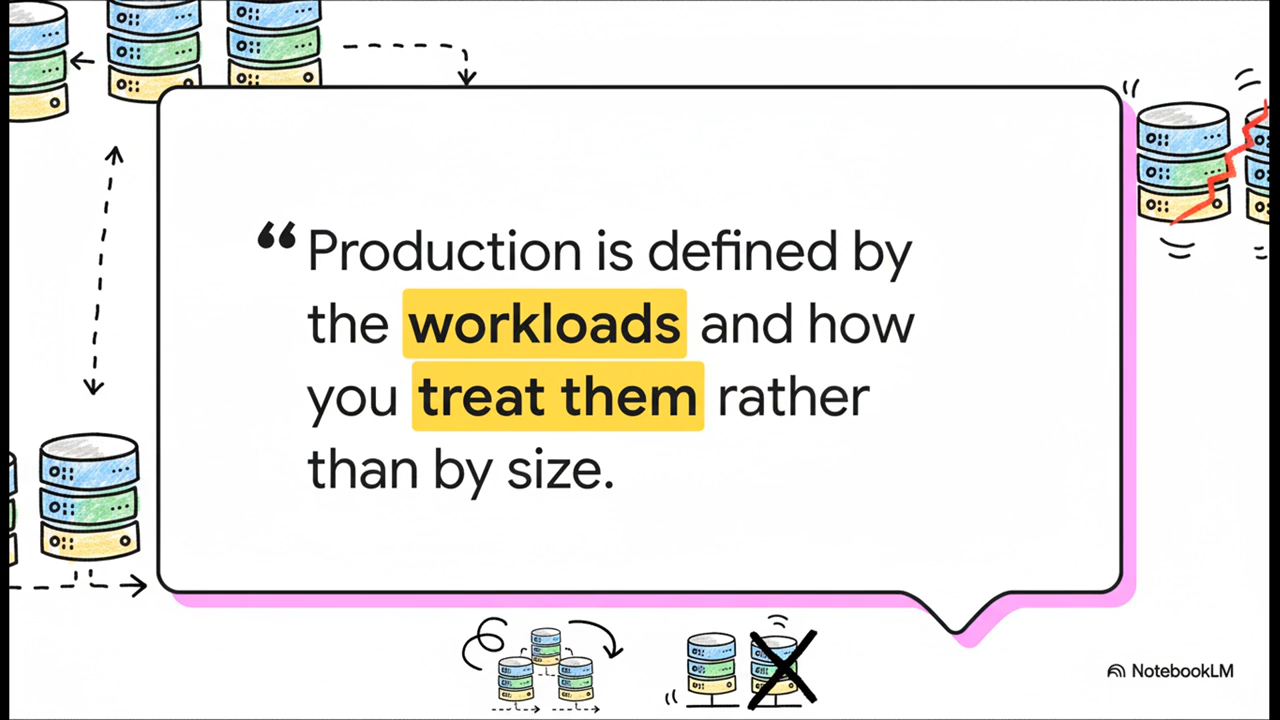 “Production is defined by
the workloads and how
you treat them rather
than by size.
NotebookLM